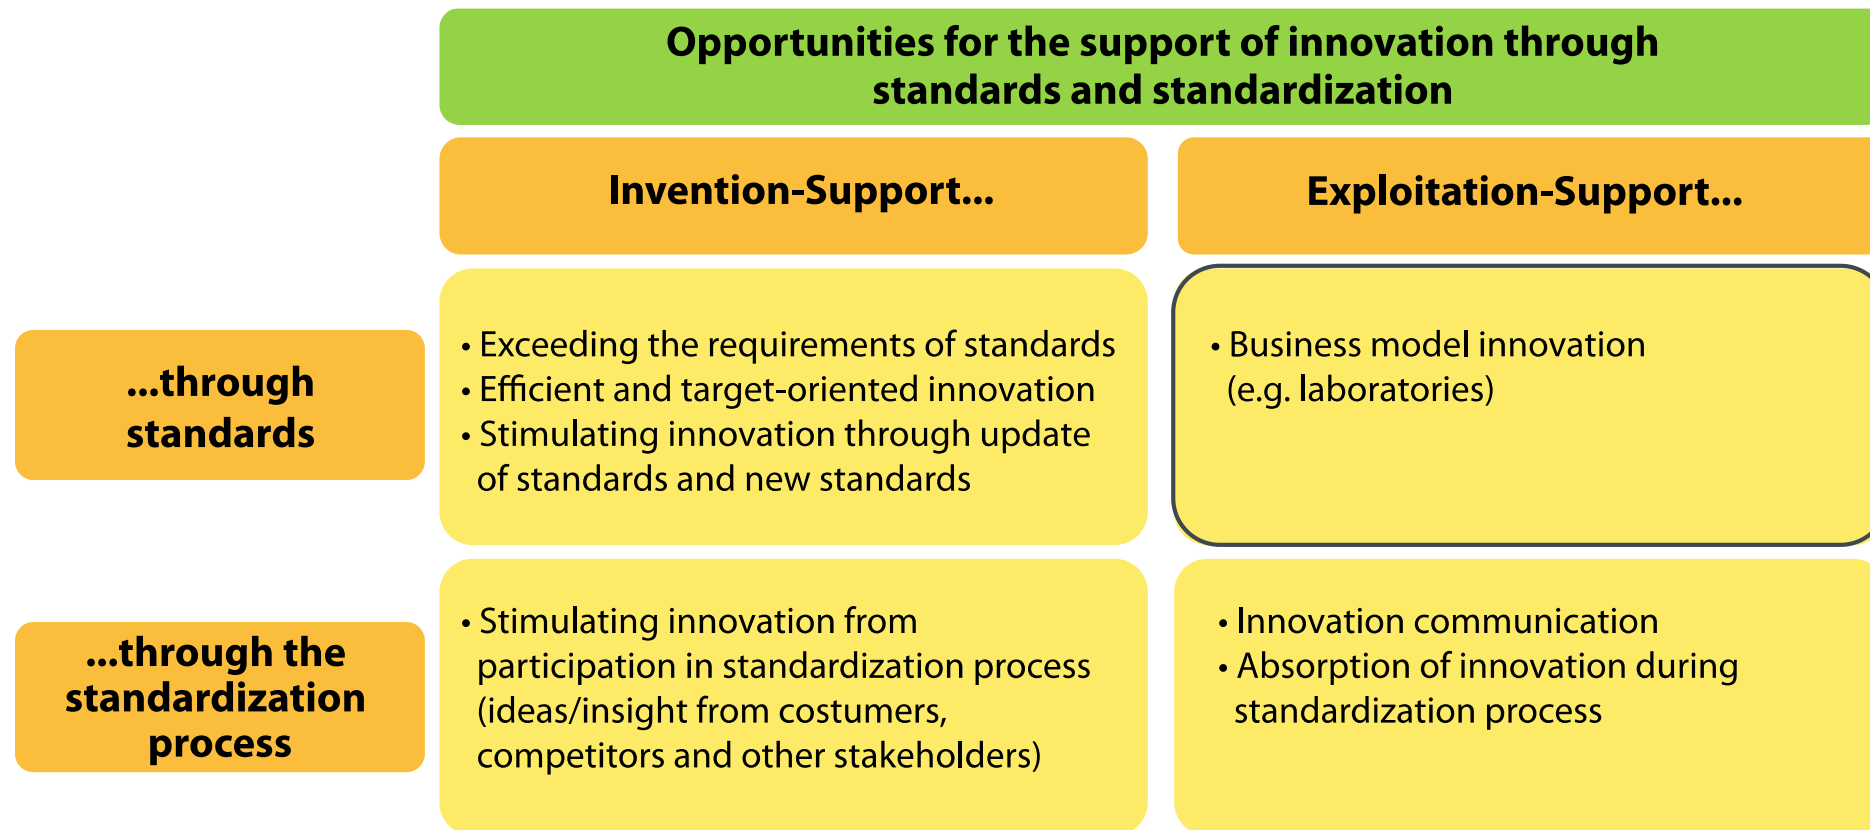 Opportunities for the support of innovation through
standards and standardization
Invention-Support...
Exploitation-Support...
...through
standards
• Exceeding the requirements of standards
• Efficient and target-oriented innovation
• Stimulating innovation through update
of standards and new standards
• Business model innovation
(e.g. laboratories)
...through the
standardization
process
• Stimulating innovation from
participation in standardization process
(ideas/insight from costumers,
competitors and other stakeholders)
• Innovation communication
• Absorption of innovation during
standardization process